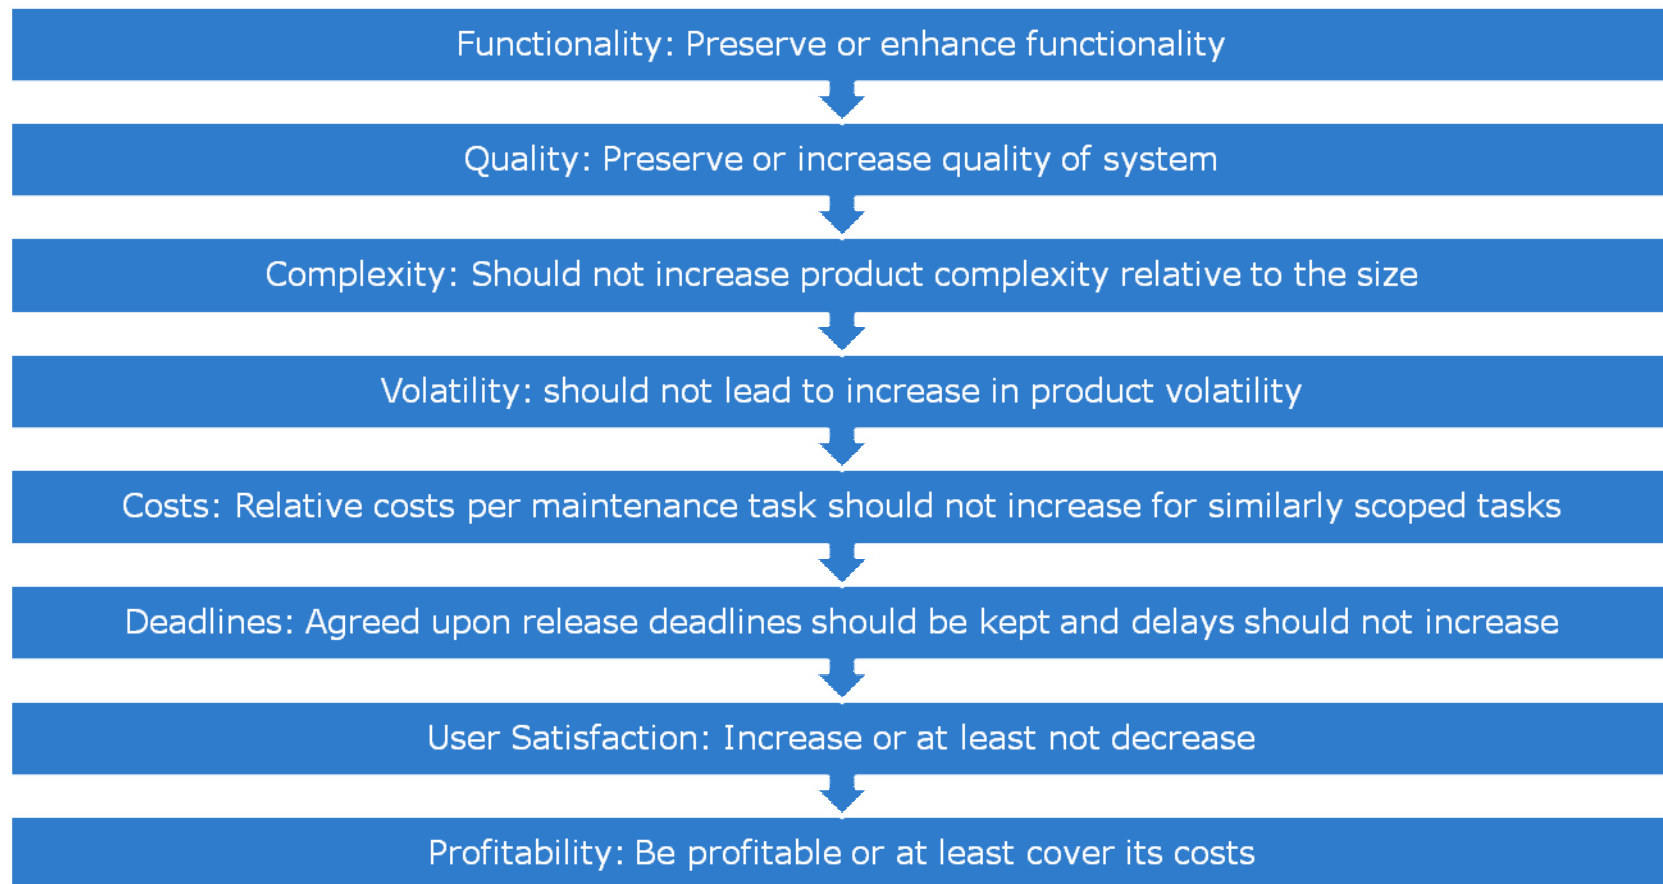 Functionality: Preserve or enhance functionality
Quality: Preserve or increase quality of system
Complexity: Should not increase product complexity relative to the size
Volatility: should not lead to increase in product volatility
Costs: Relative costs per maintenance task should not increase for similarly scoped tasks
Deadlines: Agreed upon release deadlines should be kept and delays should not increase
User Satisfaction: Increase or at least not decrease
Profitability: Be profitable or at least cover its costs